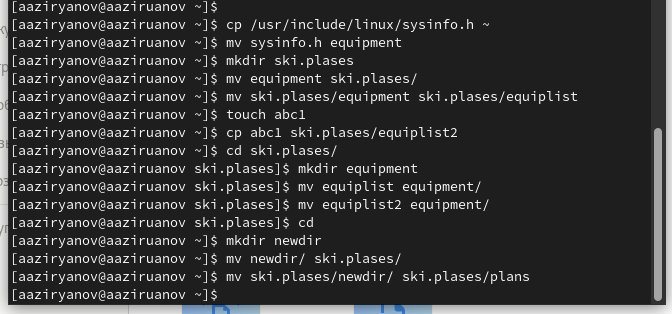 [aaziryanov@aaziruanov ~]$
[aaziryanov@aaziruanov ~]$ cp /usr/include/linux/sysinfo.h ~
[aaziryanov@aaziruanov ~]$ mv sysinfo.h equipment
[aaziryanov@aaziruanov ~]$ mkdir ski.plases
[aaziryanov@aaziruanov ~]$ mv equipment ski.plases/
[aaziryanov@aaziruanov ~]$ mv ski.plases/equipment ski.plases/equiplist
[aaziryanov@aaziruanov ~]$ touch abc1
[aaziryanov@aaziruanov ~]$ cp abc1 ski.plases/equiplist2
[aaziryanov@aaziruanov ~]$ cd ski.plases/
[aaziryanov@aaziruanov ski.plases]$ mkdir equipment
[aaziryanov@aaziruanov ski.plases]$ mv equiplist equipment/
[aaziryanov@aaziruanov ski.plases]$ mv equiplist2 equipment/
[aaziryanov@aaziruanov ski.plases]$ cd
[aaziryanov@aaziruanov ~]$ mkdir newdir
[aaziryanov@aaziruanov ~]$ mv newdir/ ski.plases/
[aaziryanov@aaziruanov ~]$ mv ski.plases/newdir/ ski.plases/plans
[aaziryanov@aaziruanov ~]$